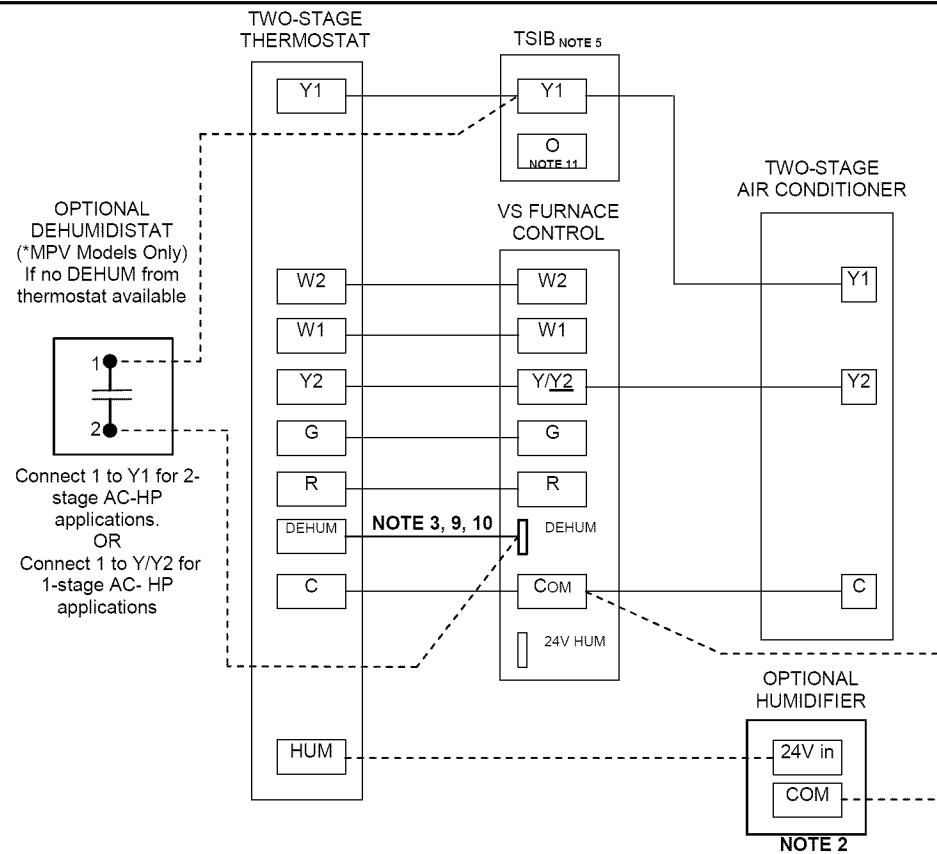 TWO-STAGE
THERMOSTAT
Y1
W2
W1
Y2
G
R
DEHUM
C
HUM
TSIB NOTE 5
Y1
O
NOTE 11
VS FURNACE
CONTROL
W2
W1
Y/Y2
G
R
NOTE 3, 9, 10
DEHUM
COM
24V HUM
TWO-STAGE
AIR CONDITIONER
Y1
Y2
C
OPTIONAL
DEHUMIDISTAT
(*MPV Models Only)
If no DEHUM from
thermostat available
1
2
Connect 1 to Y1 for 2-
stage AC-HP
applications.
OR
Connect 1 to Y/Y2 for
1-stage AC- HP
applications
OPTIONAL
HUMIDIFIER
24V in
COM
NOTE 2